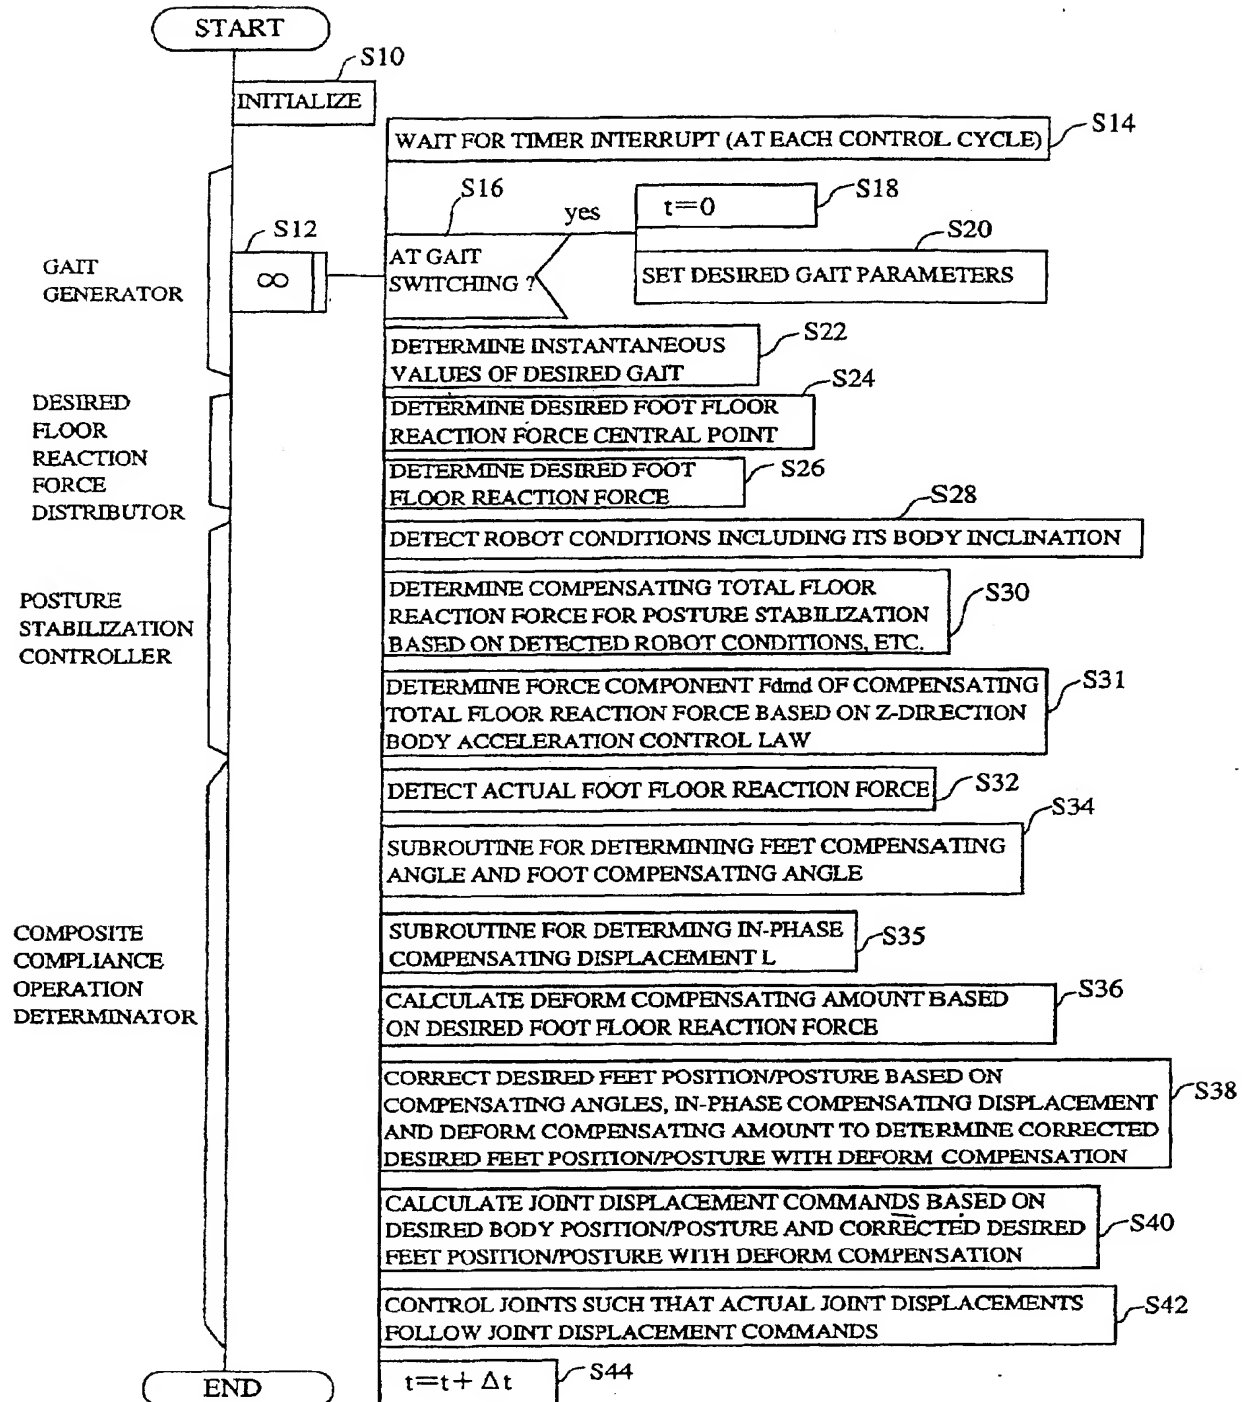 START
S10
INITIALIZE
WAIT FOR TIMER INTERRUPT (AT EACH CONTROL CYCLE)
S14
S16
yes
t=0
S18
S12
∞
GAIT
GENERATOR
AT GAIT
SWITCHING ?
S20
SET DESIRED GAIT PARAMETERS
DETERMINE INSTANTANEOUS
VALUES OF DESIRED GAIT
S22
DESIRED
FLOOR
REACTION
FORCE
DISTRIBUTOR
S24
DETERMINE DESIRED FOOT FLOOR
REACTION FORCE CENTRAL POINT
S26
DETERMINE DESIRED FOOT
FLOOR REACTION FORCE
S28
DETECT ROBOT CONDITIONS INCLUDING ITS BODY INCLINATION
POSTURE
STABILIZATION
CONTROLLER
DETERMINE COMPENSATING TOTAL FLOOR
REACTION FORCE FOR POSTURE STABILIZATION
BASED ON DETECTED ROBOT CONDITIONS, ETC.
S30
DETERMINE FORCE COMPONENT Fdmd OF COMPENSATING
TOTAL FLOOR REACTION FORCE BASED ON Z-DIRECTION
BODY ACCELERATION CONTROL LAW
S31
DETECT ACTUAL FOOT FLOOR REACTION FORCE
S32
S34
SUBROUTINE FOR DETERMINING FEET COMPENSATING
ANGLE AND FOOT COMPENSATING ANGLE
COMPOSITE
COMPLIANCE
OPERATION
DETERMINATOR
SUBROUTINE FOR DETERMING IN-PHASE
COMPENSATING DISPLACEMENT L
S35
CALCULATE DEFORM COMPENSATING AMOUNT BASED
ON DESIRED FOOT FLOOR REACTION FORCE
S36
CORRECT DESIRED FEET POSITION/POSTURE BASED ON
COMPENSATING ANGLES, IN-PHASE COMPENSATING DISPLACEMENT
AND DEFORM COMPENSATING AMOUNT TO DETERMINE CORRECTED
DESIRED FEET POSITION/POSTURE WITH DEFORM COMPENSATION
S38
CALCULATE JOINT DISPLACEMENT COMMANDS BASED ON
DESIRED BODY POSITION/POSTURE AND CORRECTED DESIRED
FEET POSITION/POSTURE WITH DEFORM COMPENSATION
S40
CONTROL JOINTS SUCH THAT ACTUAL JOINT DISPLACEMENTS
FOLLOW JOINT DISPLACEMENT COMMANDS
S42
END
t=t+ Δt
S44